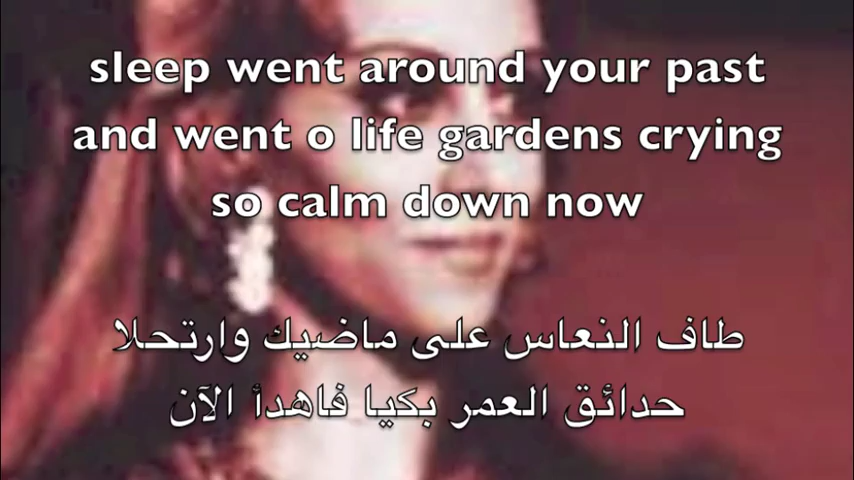 sleep went around your past
and went o life gardens crying
so calm down now
طاف النعاس على ماضيك وارتحلا
حدائق العمر بكيا فاهدأ الآن